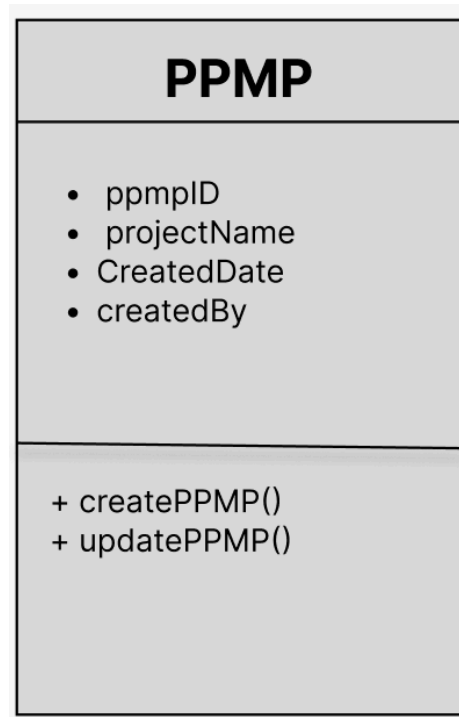 PPMP
• ppmpID
• projectName
• CreatedDate
• createdBy
+ createPPMP()
+ updatePPMP()